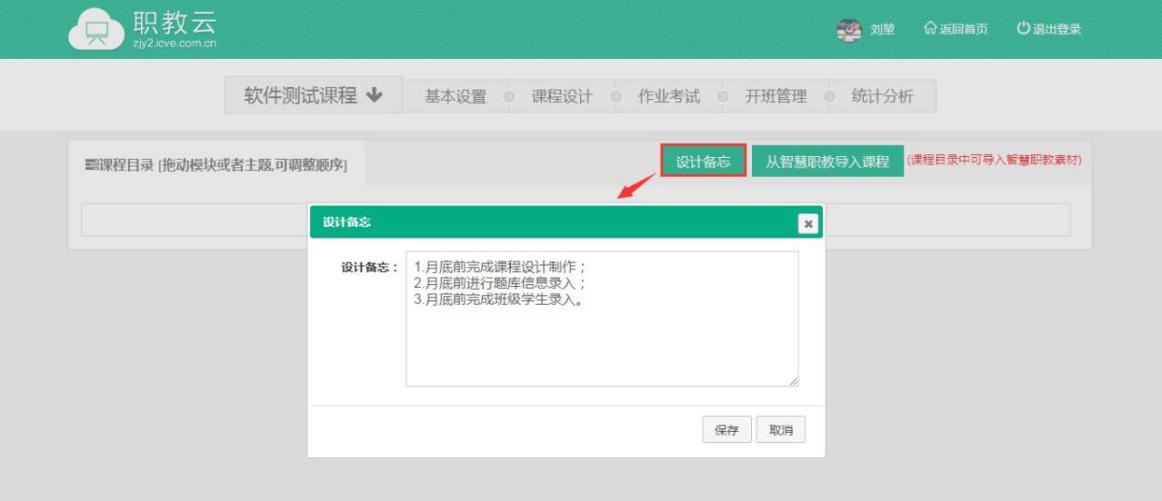 职教云
zjy2.icve.com.cn
刘堃
返回首页
退出登录
软件测试课程
基本设置
课程设计
作业考试
开班管理
统计分析
课程目录 [拖动模块或者主题,可调整顺序]
设计备忘
从智慧职教导入课程
(课程目录中可导入智慧职教素材)
设计备忘
设计备忘：
1.月底前完成课程设计制作；
2.月底前进行题库信息录入；
3.月底前完成班级学生录入。
保存
取消